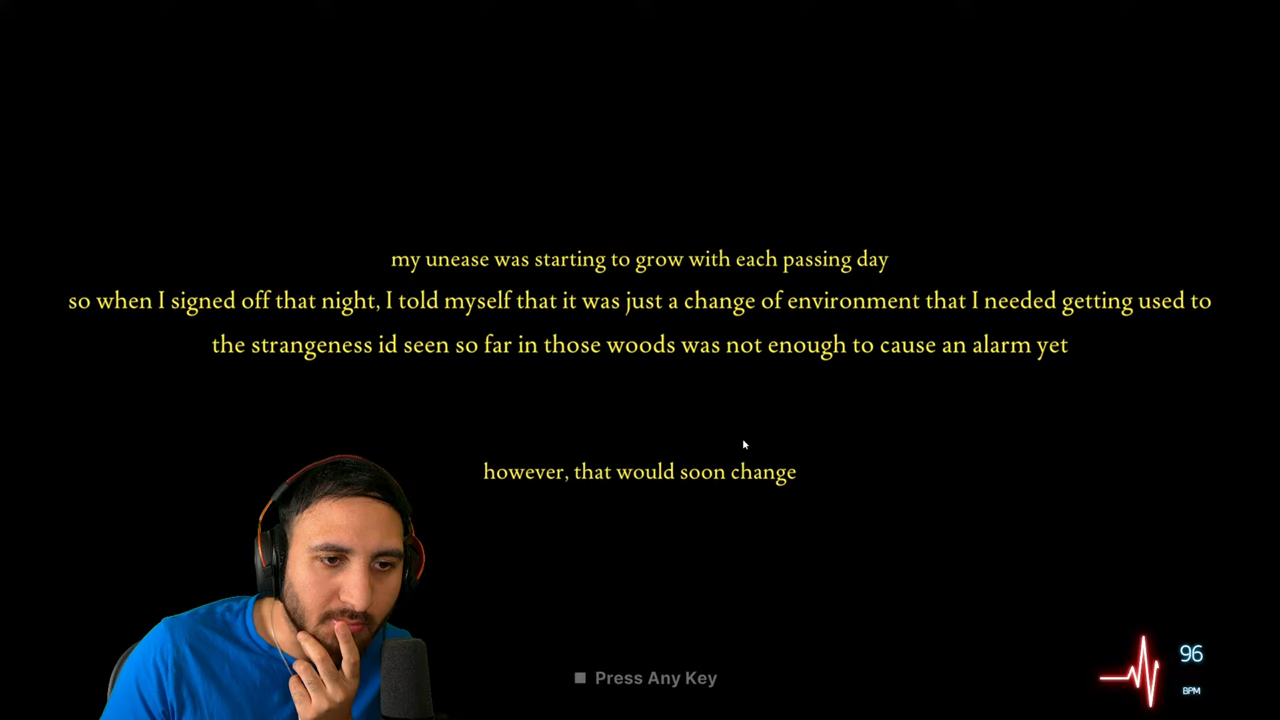 my unease was starting to grow with each passing day
so when I signed off that night, I told myself that it was just a change of environment that I needed getting used to
the strangeness id seen so far in those woods was not enough to cause an alarm yet
however, that would soon change
96
BPM
Press Any Key